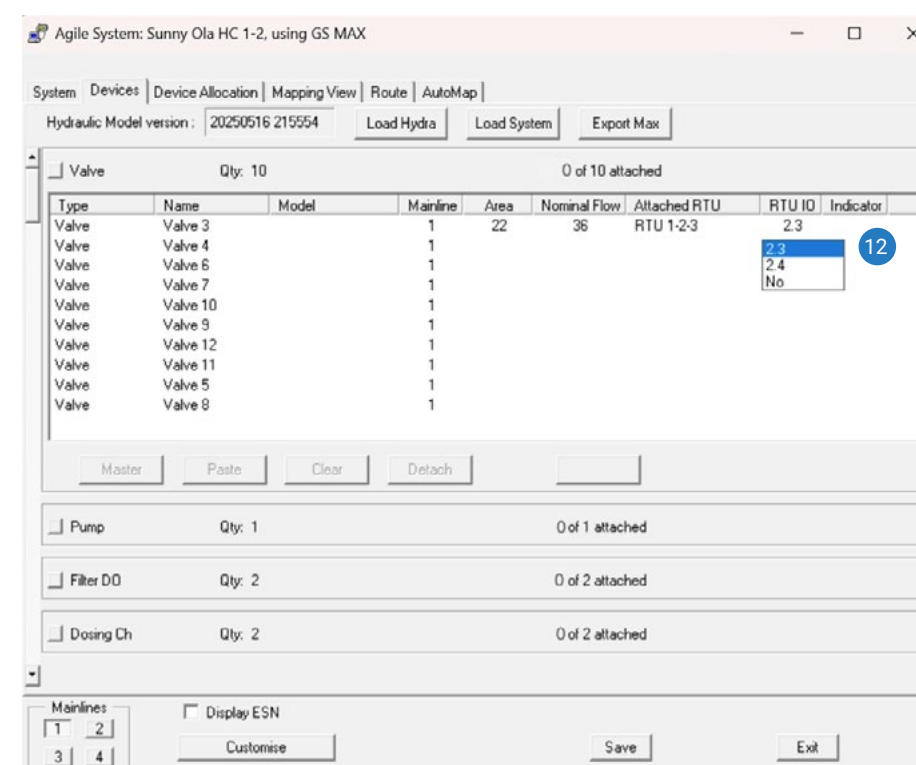 Agile System: Sunny Ola HC 1-2, using GS MAX
System Devices Device Allocation Mapping View Route AutoMap
Hydraulic Model version : 20250516 215554 Load Hydra Load System Export Max
Valve Qty: 10 0 of 10 attached
Type Name Model Mainline Area Nominal Flow Attached RTU RTU IO Indicator
Valve Valve 3 1 22 36 RTU 1-2-3 2.3
Valve Valve 4 1 2.3 12
Valve Valve 6 1 2.4
Valve Valve 7 1 No
Valve Valve 10 1
Valve Valve 9 1
Valve Valve 12 1
Valve Valve 11 1
Valve Valve 5 1
Valve Valve 8 1
Master Paste Clear Detach
Pump Qty: 1 0 of 1 attached
Filter DO Qty: 2 0 of 2 attached
Dosing Ch Qty: 2 0 of 2 attached
Mainlines Display ESN
1 2
Customise Save Exit
3 4